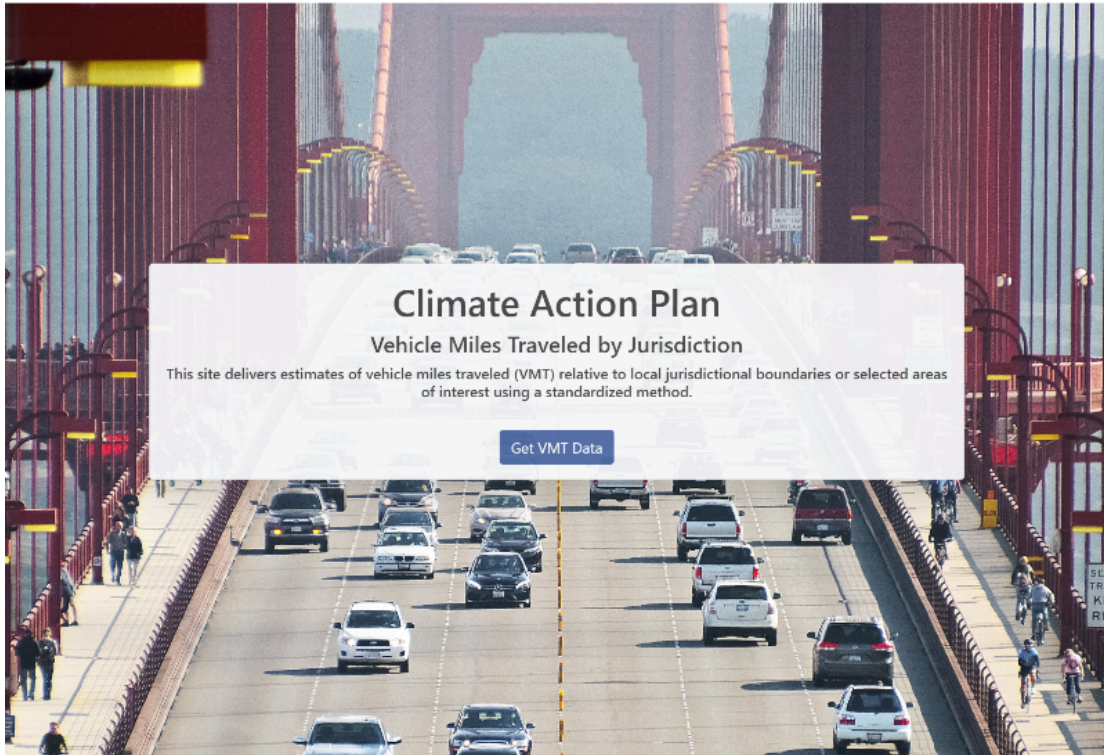 Climate Action Plan
Vehicle Miles Traveled by Jurisdiction
This site delivers estimates of vehicle miles traveled (VMT) relative to local jurisdictional boundaries or selected areas
of interest using a standardized method.
Get VMT Data